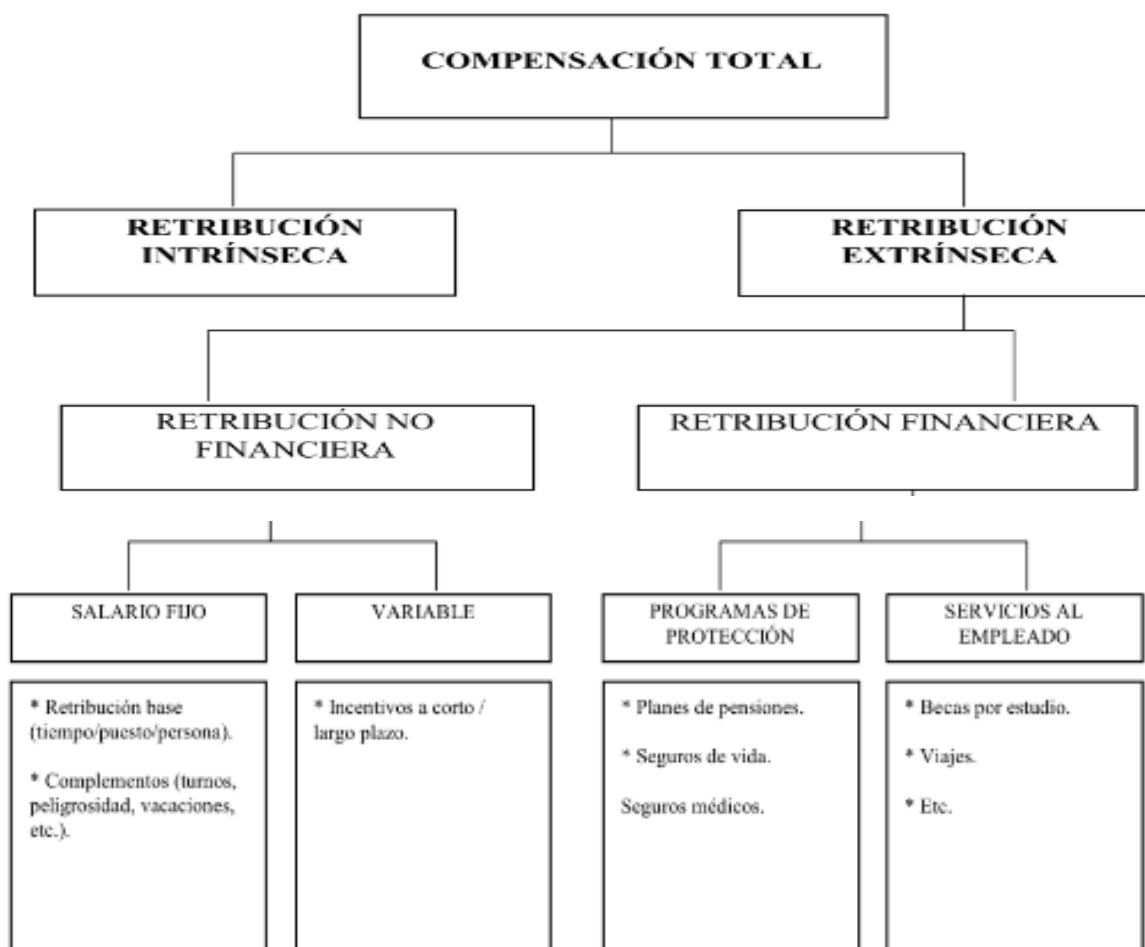 COMPENSACIÓN TOTAL
RETRIBUCIÓN
INTRÍNSECA
RETRIBUCIÓN
EXTRÍNSECA
RETRIBUCIÓN NO
FINANCIERA
RETRIBUCIÓN FINANCIERA
SALARIO FIJO
VARIABLE
PROGRAMAS DE
PROTECCIÓN
SERVICIOS AL
EMPLEADO
* Retribución base
(tiempo/puesto/persona).
* Complementos (turnos,
peligrosidad, vacaciones,
etc.).
* Incentivos a corto /
largo plazo.
* Planes de pensiones.
* Seguros de vida.
Seguros médicos.
* Becas por estudio.
* Viajes.
* Etc.